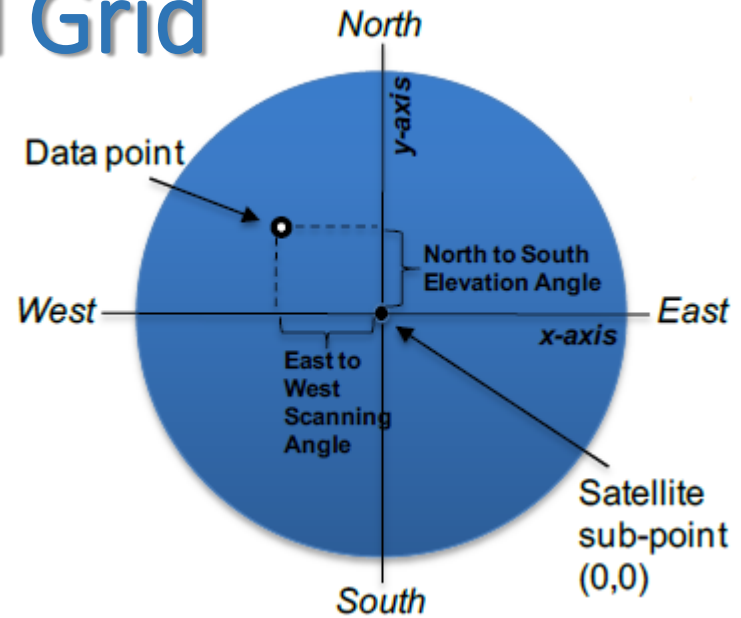 Grid
North
y-axis
Data point
North to South
Elevation Angle
West
East
x-axis
East to
West
Scanning
Angle
Satellite
sub-point
(0,0)
South